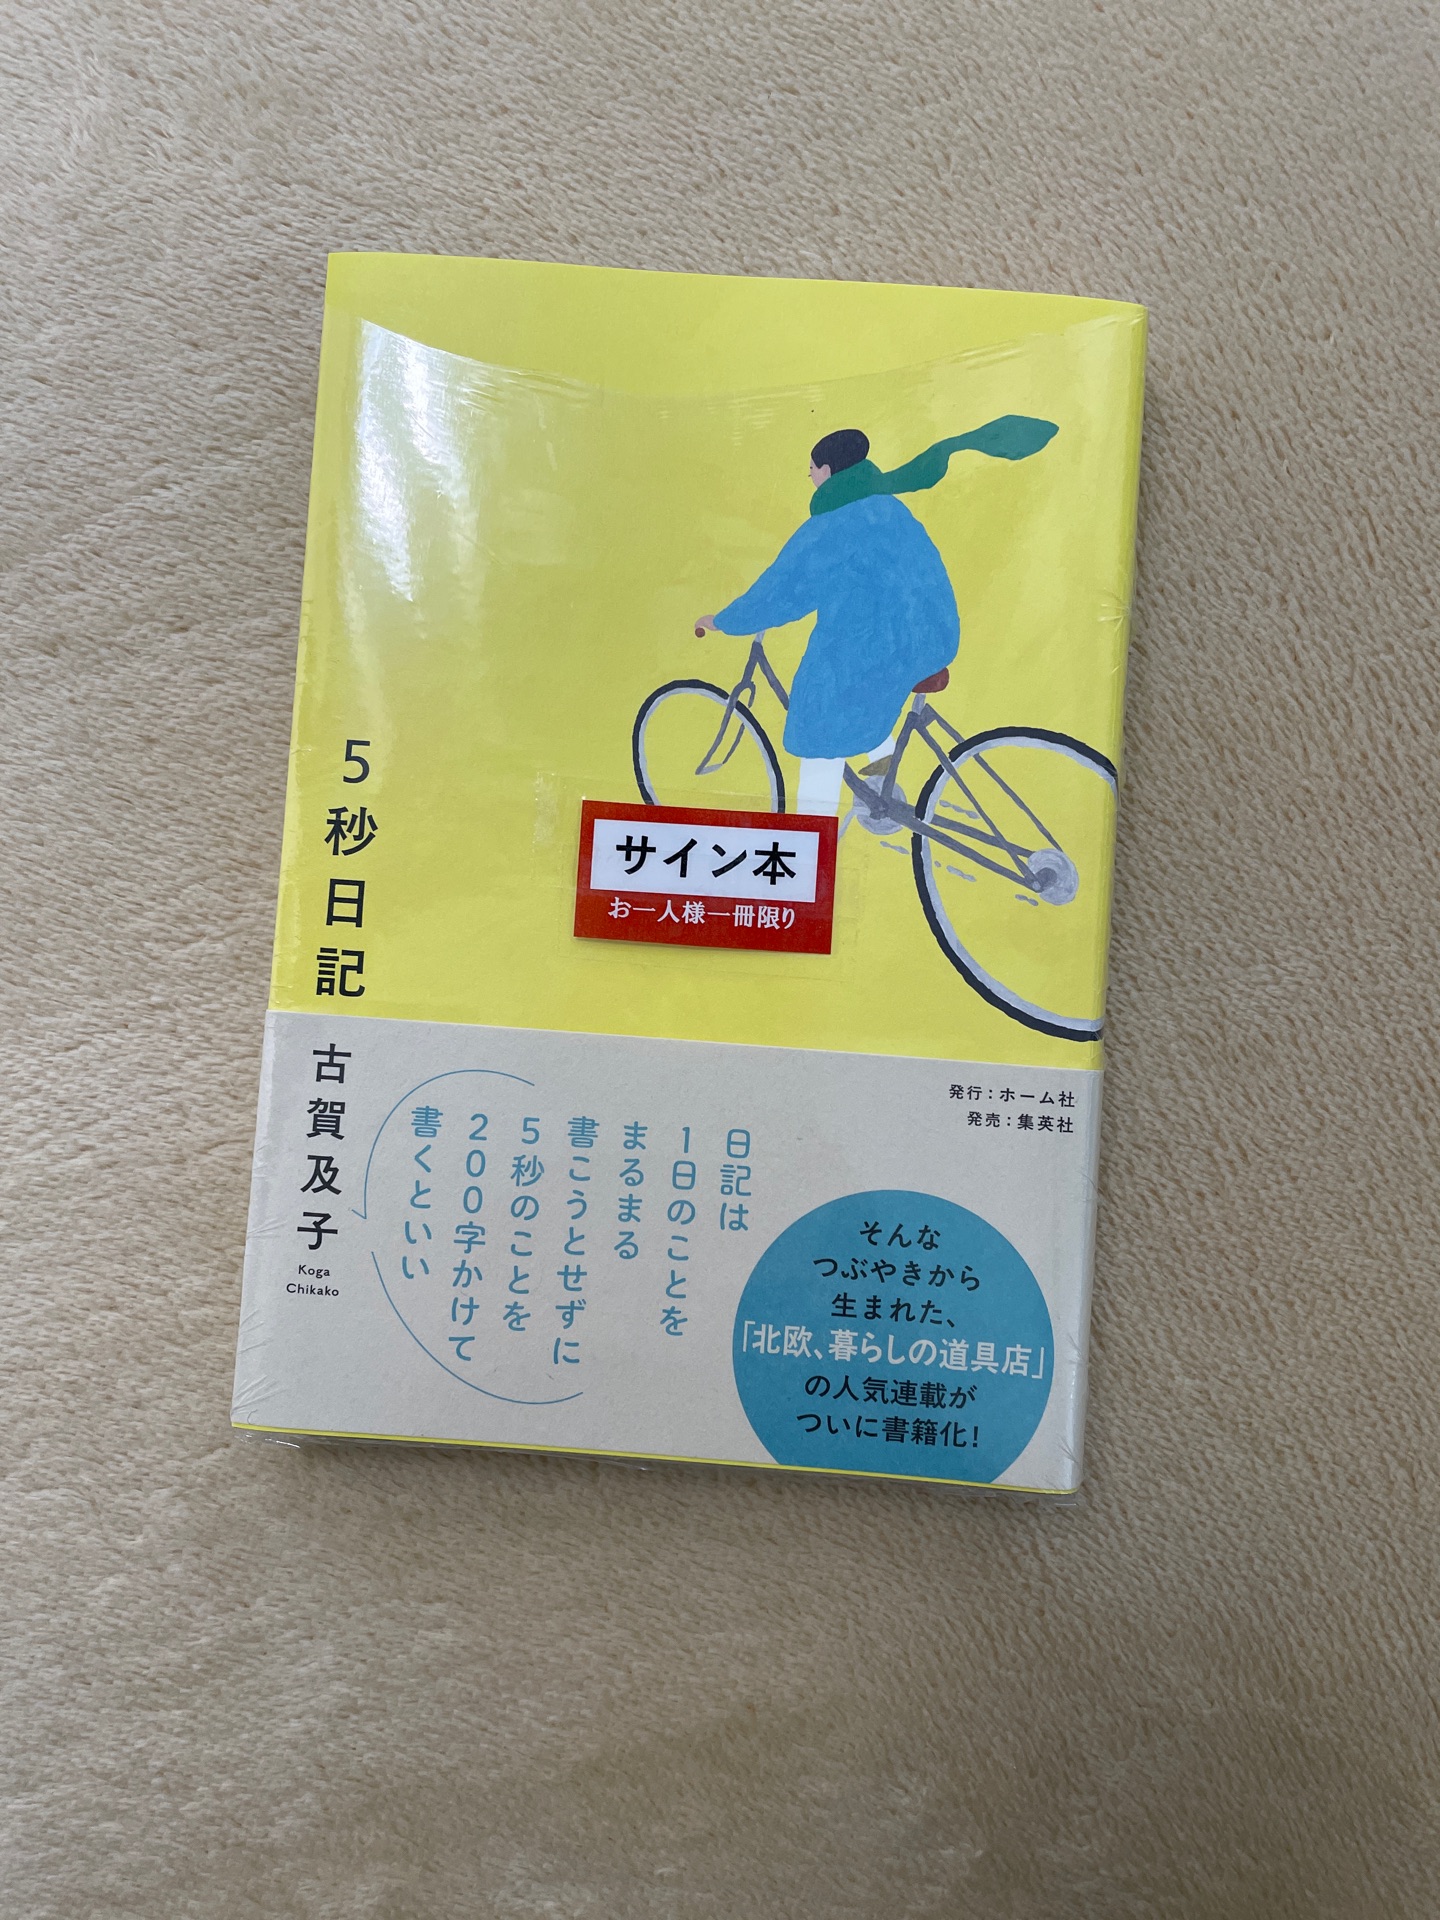 5秒日記
古賀及子
Koga
Chikako
サイン本
お一人様一冊限り
発行：ホーム社
発売：集英社
日記は
1日のことを
まるまる
書こうとせずに
5秒のことを
200字かけて
書くといい
そんな
つぶやきから
生まれた、
「北欧、暮らしの道具店」
の人気連載が
ついに書籍化！